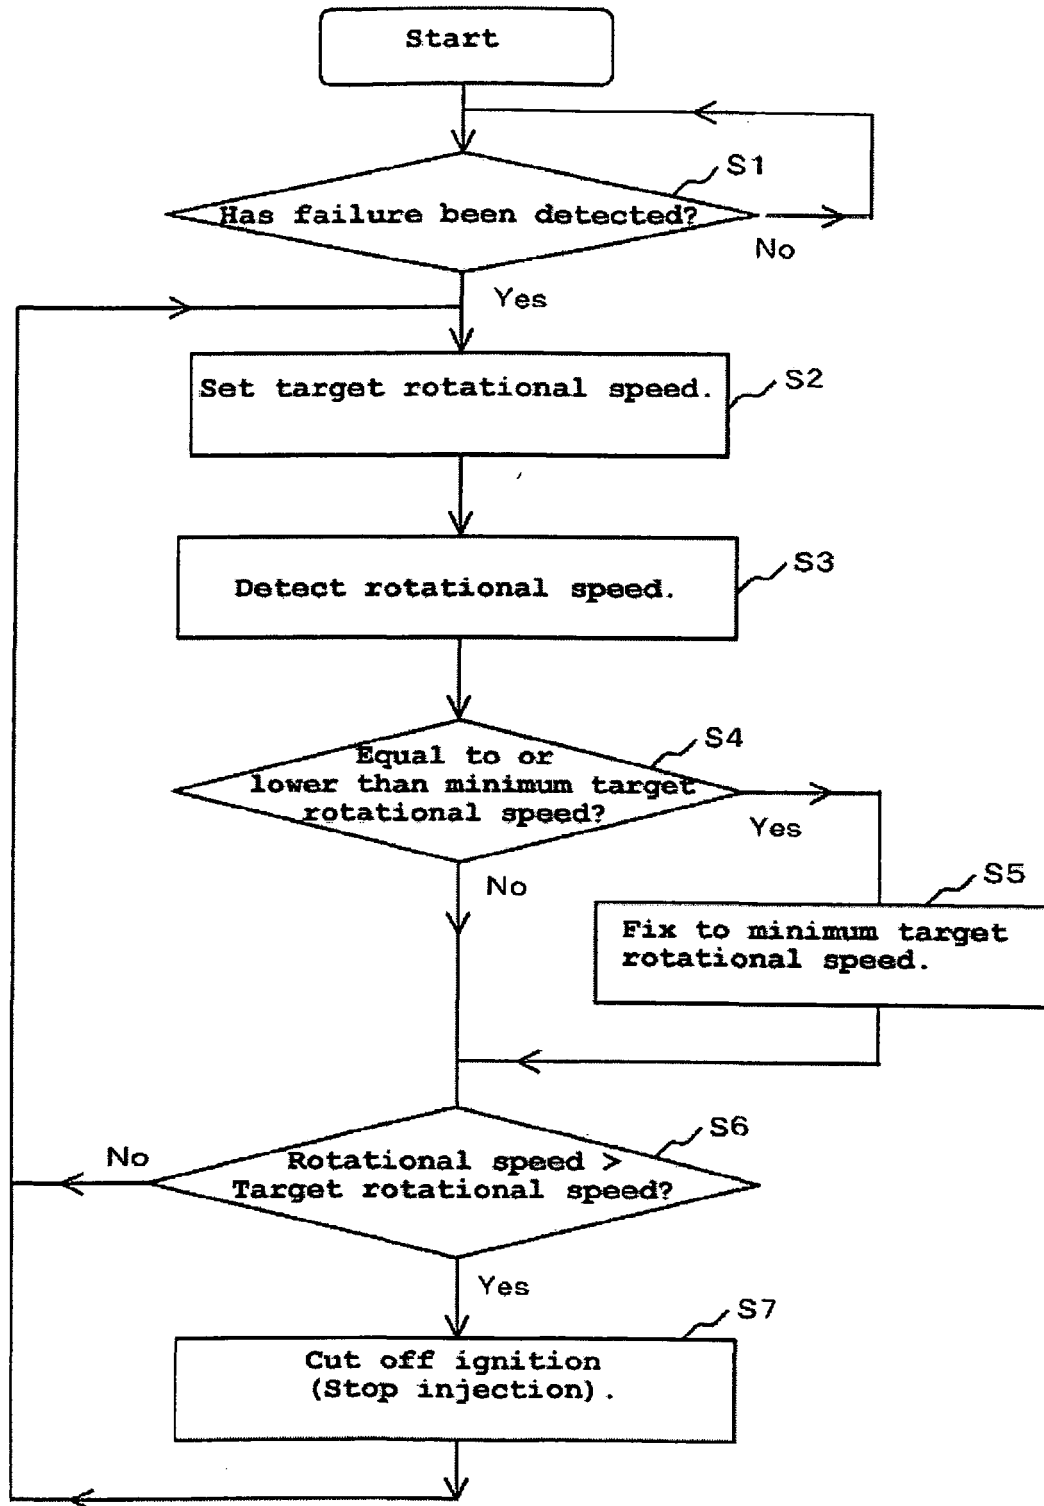 Start
S1
Has failure been detected?
No
Yes
Set target rotational speed.
S2
S3
Detect rotational speed.
S4
Equal to or
lower than minimum target
rotational speed?
Yes
No
S5
Fix to minimum target
rotational speed.
S6
No
Rotational speed >
Target rotational speed?
Yes
S7
Cut off ignition
(Stop injection).